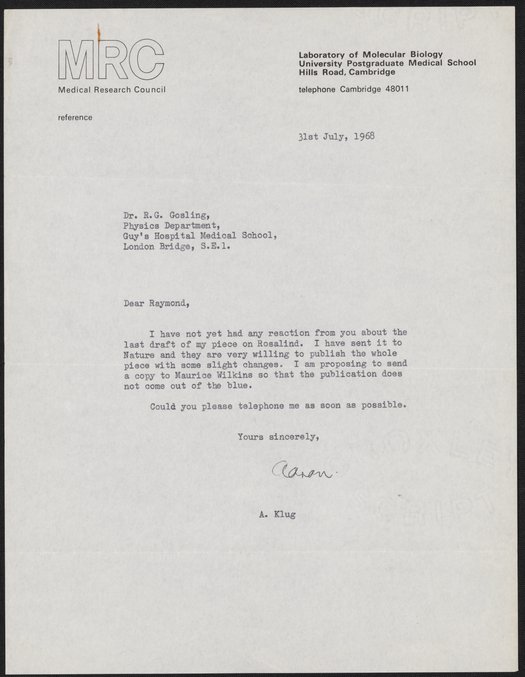 MRC
Medical Research Council
Laboratory of Molecular Biology
University Postgraduate Medical School
Hills Road, Cambridge
telephone Cambridge 48011
reference
31st July, 1968
Dr. R.G. Gosling,
Physics Department,
Guy's Hospital Medical School,
London Bridge, S.E.1.
Dear Raymond,
I have not yet had any reaction from you about the
last draft of my piece on Rosalind. I have sent it to
Nature and they are very willing to publish the whole
piece with some slight changes. I am proposing to send
a copy to Maurice Wilkins so that the publication does
not come out of the blue.
Could you please telephone me as soon as possible.
Yours sincerely,
Aaron.
A. Klug